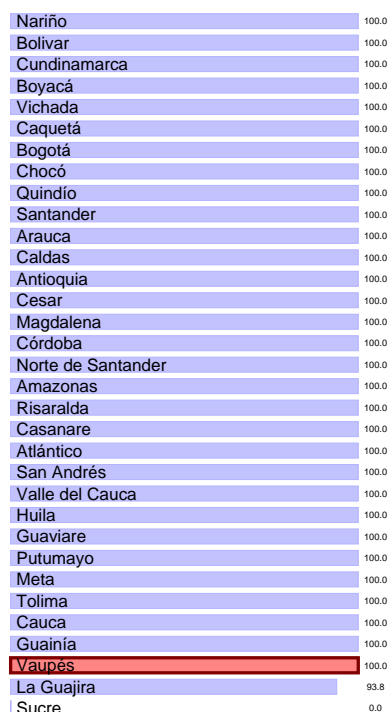 Nariño 100.0
Bolivar 100.0
Cundinamarca 100.0
Boyacá 100.0
Vichada 100.0
Caquetá 100.0
Bogotá 100.0
Chocó 100.0
Quindío 100.0
Santander 100.0
Arauca 100.0
Caldas 100.0
Antioquia 100.0
Cesar 100.0
Magdalena 100.0
Córdoba 100.0
Norte de Santander 100.0
Amazonas 100.0
Risaralda 100.0
Casanare 100.0
Atlántico 100.0
San Andrés 100.0
Valle del Cauca 100.0
Huila 100.0
Guaviare 100.0
Putumayo 100.0
Meta 100.0
Tolima 100.0
Cauca 100.0
Guainía 100.0
Vaupés 100.0
La Guajira 93.8
Sucre 0.0